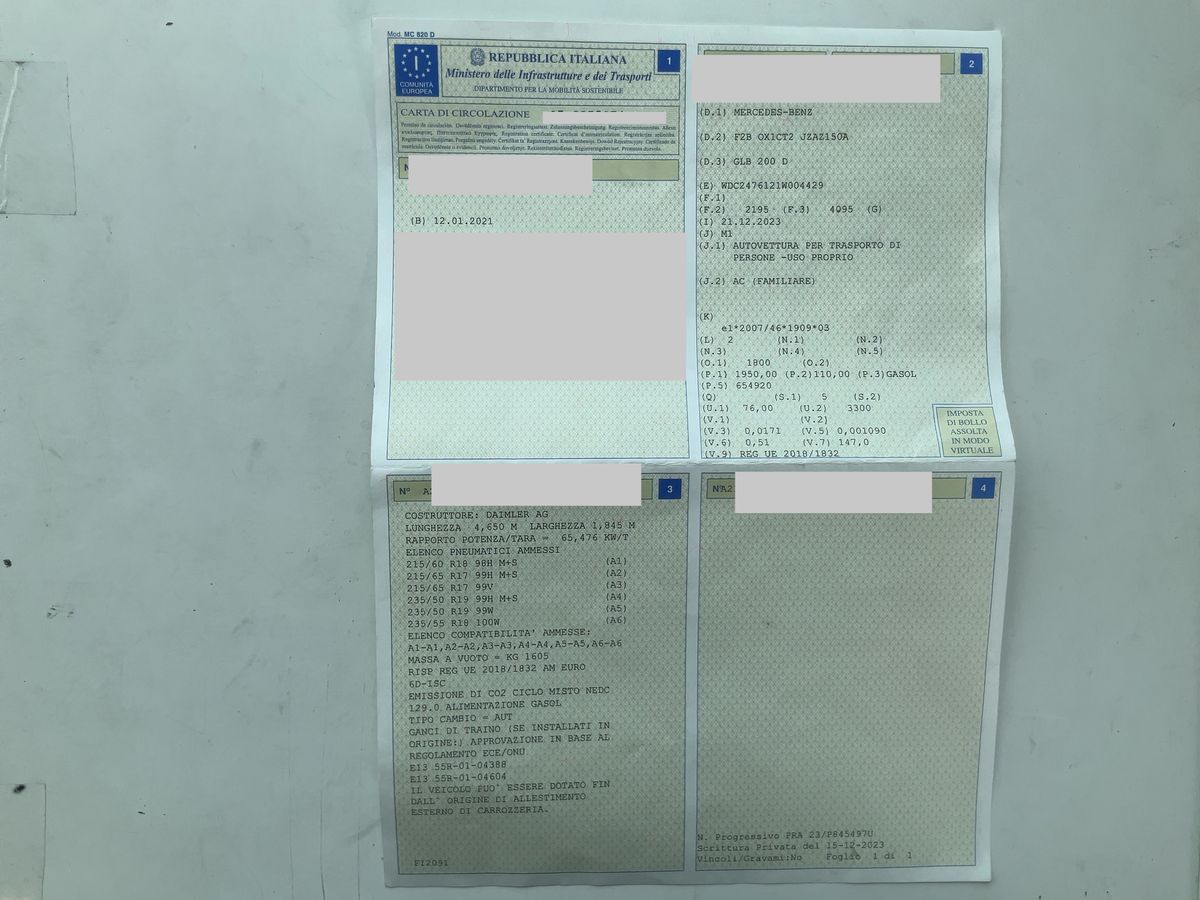 Mod. MC 820 D
I
COMUNITÀ
EUROPEA
REPUBBLICA ITALIANA
Ministero delle Infrastrutture e dei Trasporti
DIPARTIMENTO PER LA MOBILITÀ SOSTENIBILE
1
CARTA DI CIRCOLAZIONE
(B) 12.01.2021
2
(D.1) MERCEDES-BENZ
(D.2) F2B OX1CT2 JZAZ150A
(D.3) GLB 200 D
(E) WDC2476121W004429
(F.1)
(F.2) 2195 (F.3) 4095 (G)
(I) 21.12.2023
(J) M1
(J.1) AUTOVETTURA PER TRASPORTO DI
PERSONE -USO PROPRIO
(J.2) AC (FAMILIARE)
(K)
e1*2007/46*1909*03
(L) 2 (N.1) (N.2)
(N.3) (N.4) (N.5)
(O.1) 1800 (O.2)
(P.1) 1950,00 (P.2)110,00 (P.3)GASOL
(P.5) 654920
(Q) (S.1) 5 (S.2)
(U.1) 76,00 (U.2) 3300
(V.1) (V.2)
(V.3) 0,0171 (V.5) 0,001090
(V.6) 0,51 (V.7) 147,0
(V.9) REG UE 2018/1832
IMPOSTA
DI BOLLO
ASSOLTA
IN MODO
VIRTUALE
N° 3
COSTRUTTORE: DAIMLER AG
LUNGHEZZA 4,650 M LARGHEZZA 1,845 M
RAPPORTO POTENZA/TARA = 65,476 KW/T
ELENCO PNEUMATICI AMMESSI
215/60 R18 98H M+S (A1)
215/65 R17 99H M+S (A2)
215/65 R17 99V (A3)
235/50 R19 99H M+S (A4)
235/50 R19 99W (A5)
235/55 R18 100W (A6)
ELENCO COMPATIBILITA' AMMESSE:
A1-A1,A2-A2,A3-A3,A4-A4,A5-A5,A6-A6
MASSA A VUOTO = KG 1605
RISP REG UE 2018/1832 AM EURO
6D-ISC
EMISSIONE DI CO2 CICLO MISTO NEDC
129.0 ALIMENTAZIONE GASOL
TIPO CAMBIO = AUT
GANCI DI TRAINO (SE INSTALLATI IN
ORIGINE:) APPROVAZIONE IN BASE AL
REGOLAMENTO ECE/ONU
E13 55R-01-04388
E13 55R-01-04604
IL VEICOLO PUO' ESSERE DOTATO FIN
DALL' ORIGINE DI ALLESTIMENTO
ESTERNO DI CARROZZERIA.
FI2091
4
N. Progressivo PRA 23/P845497U
Scrittura Privata del 15-12-2023
Vincoli/Gravami:No Foglio 1 di 1